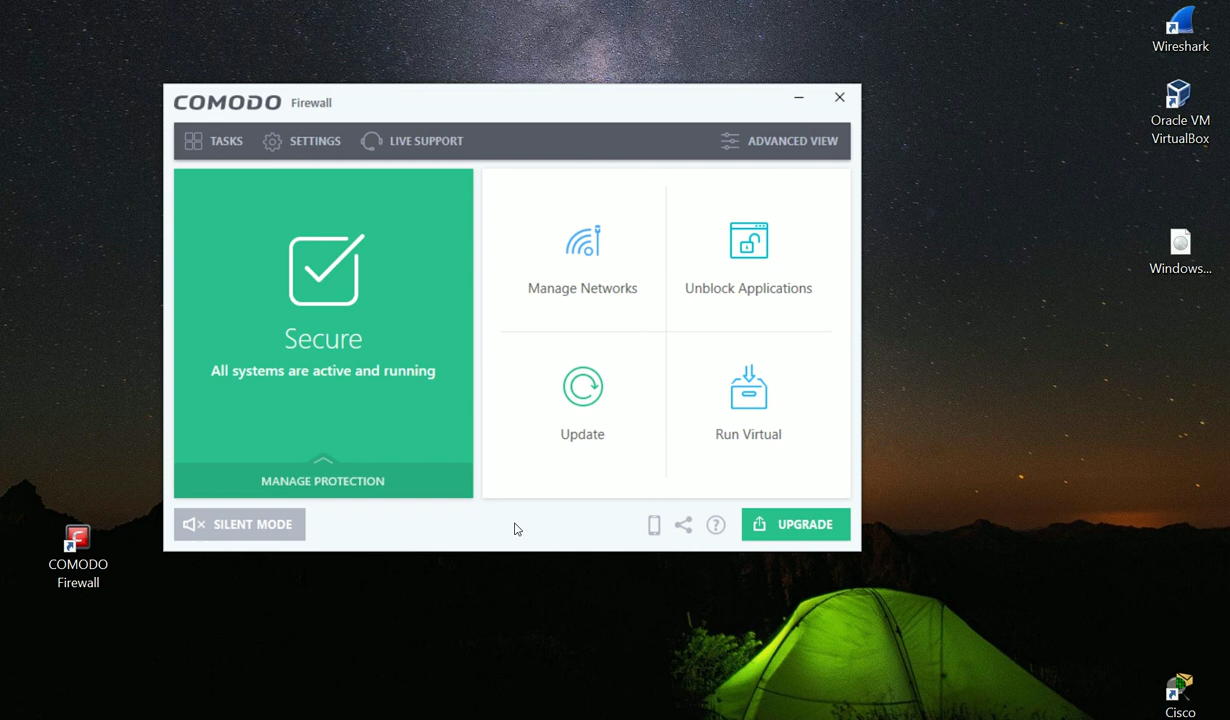 Wireshark
Oracle VM
VirtualBox
Windows...
COMODO Firewall
TASKS SETTINGS LIVE SUPPORT ADVANCED VIEW
Secure
All systems are active and running
MANAGE PROTECTION
Manage Networks
Unblock Applications
Update
Run Virtual
SILENT MODE
? UPGRADE
COMODO
Firewall
Cisco